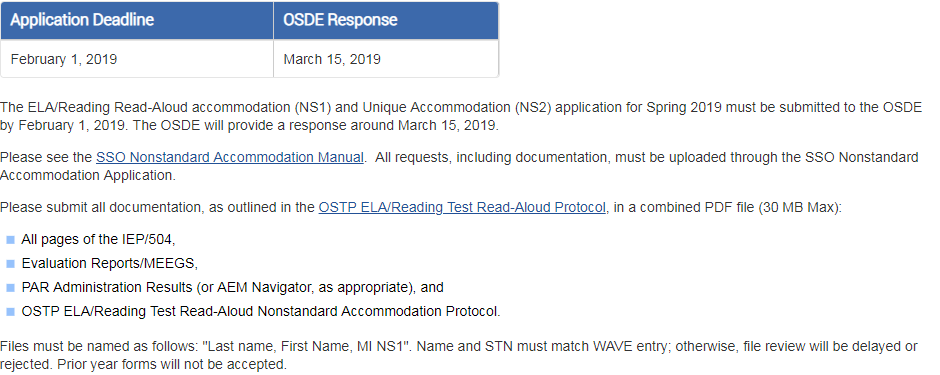 Application Deadline OSDE Response
February 1, 2019 March 15, 2019
The ELA/Reading Read-Aloud accommodation (NS1) and Unique Accommodation (NS2) application for Spring 2019 must be submitted to the OSDE
by February 1, 2019. The OSDE will provide a response around March 15, 2019.
Please see the SSO Nonstandard Accommodation Manual.  All requests, including documentation, must be uploaded through the SSO Nonstandard
Accommodation Application.
Please submit all documentation, as outlined in the OSTP ELA/Reading Test Read-Aloud Protocol, in a combined PDF file (30 MB Max):
All pages of the IEP/504,
Evaluation Reports/MEEGS,
PAR Administration Results (or AEM Navigator, as appropriate), and
OSTP ELA/Reading Test Read-Aloud Nonstandard Accommodation Protocol.
Files must be named as follows: "Last name, First Name, MI NS1". Name and STN must match WAVE entry; otherwise, file review will be delayed or
rejected. Prior year forms will not be accepted.